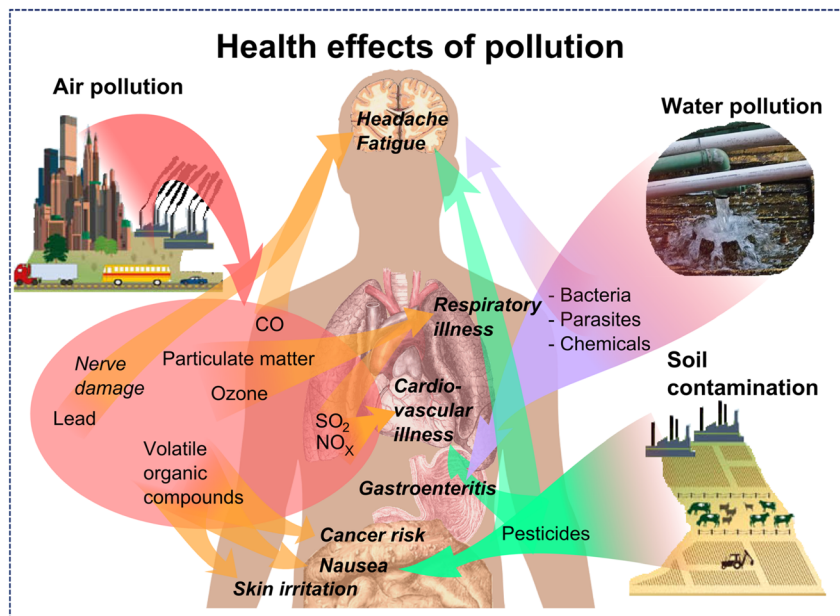 Health effects of pollution
Air pollution
Water pollution
Headache
Fatigue
CO
Nerve
damage
Particulate matter
Ozone
Lead
SO₂
NOₓ
Volatile
organic
compounds
Respiratory
illness
Cardio-
vascular
illness
- Bacteria
- Parasites
- Chemicals
Soil
contamination
Gastroenteritis
Pesticides
Cancer risk
Nausea
Skin irritation